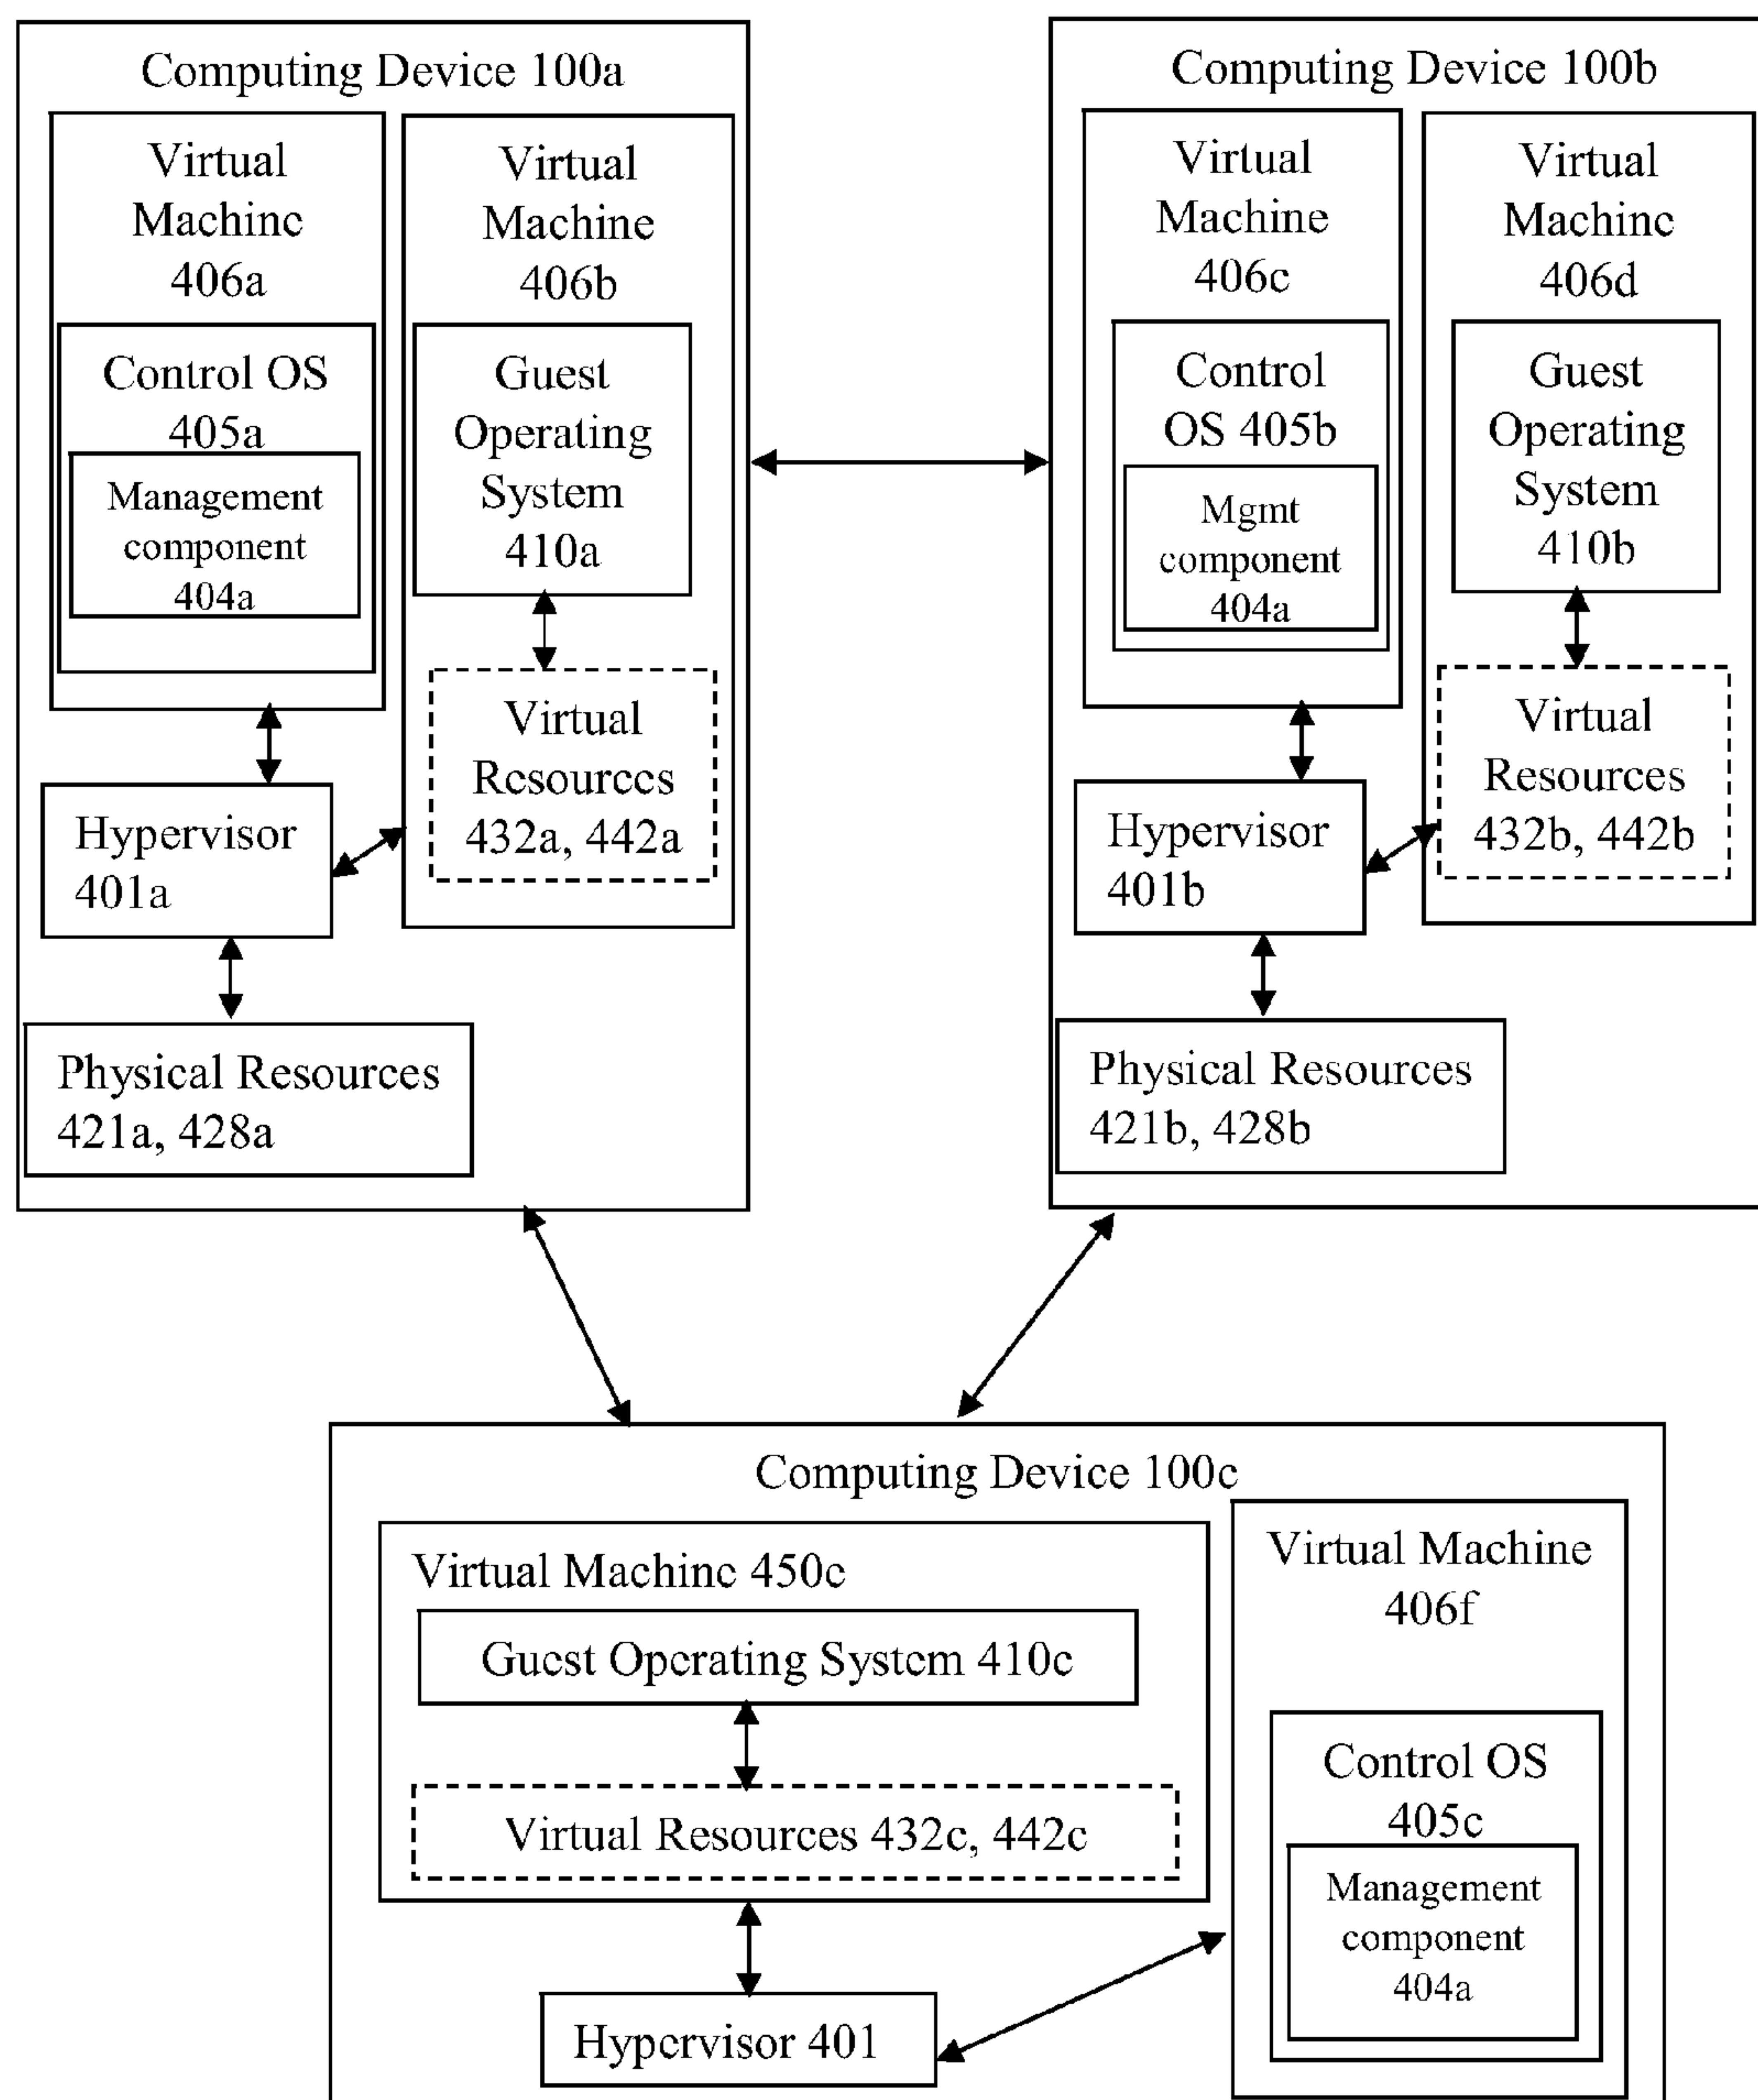 Computing Device 100a
Virtual
Machine
406a
Control OS
405a
Management
component
404a
Virtual
Machine
406b
Guest
Operating
System
410a
Virtual
Resources
432a, 442a
Hypervisor
401a
Physical Resources
421a, 428a
Computing Device 100b
Virtual
Machine
406c
Control
OS 405b
Mgmt
component
404a
Virtual
Machine
406d
Guest
Operating
System
410b
Virtual
Resources
432b, 442b
Hypervisor
401b
Physical Resources
421b, 428b
Computing Device 100c
Virtual Machine 450c
Guest Operating System 410c
Virtual Resources 432c, 442c
Hypervisor 401
Virtual Machine
406f
Control OS
405c
Management
component
404a